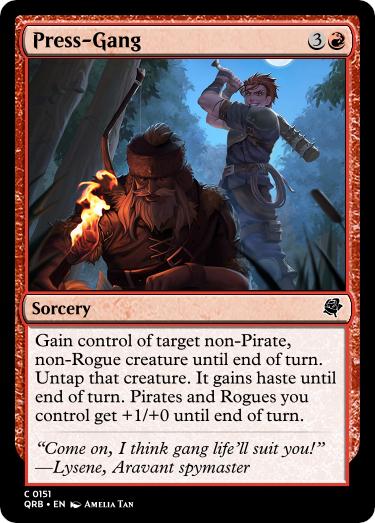 Press-Gang 3
Sorcery
Gain control of target non-Pirate,
non-Rogue creature until end of turn.
Untap that creature. It gains haste until
end of turn. Pirates and Rogues you
control get +1/+0 until end of turn.
“Come on, I think gang life’ll suit you!”
—Lysene, Aravant spymaster
C 0151
QRB • EN Amelia Tan